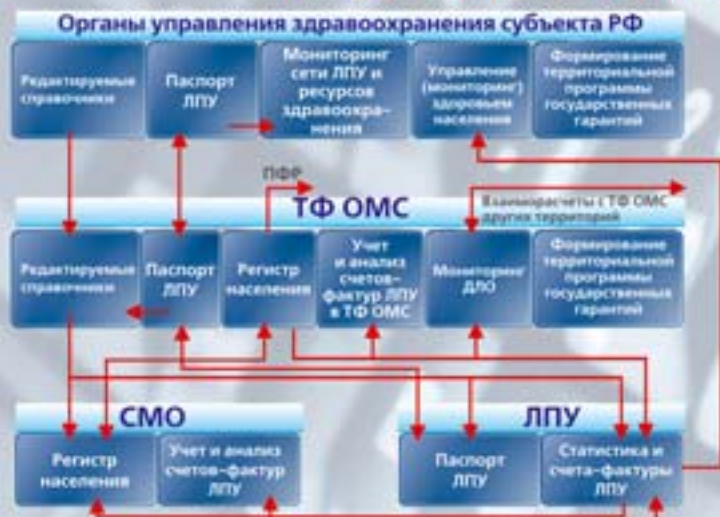 Органы управления здравоохранения субъекта РФ
Редактируемые
справочники
Паспорт
ЛПУ
Мониторинг
сети ЛПУ и
ресурсов
здравоохра-
нения
Управление
(мониторинг)
здоровьем
населения
Формирование
территориальной
программы
государственных
гарантий
ПФР
ТФ ОМС
Взаиморасчеты с ТФ ОМС
других территорий
Редактируемые
справочники
Паспорт
ЛПУ
Регистр
населения
Учет
и анализ
счетов-
фактур ЛПУ
в ТФ ОМС
Мониторинг
ДЛО
Формирование
территориальной
программы
государственных
гарантий
СМО
Регистр
населения
Учет и анализ
счетов-фактур
ЛПУ
ЛПУ
Паспорт
ЛПУ
Статистика и
счета-фактуры
ЛПУ